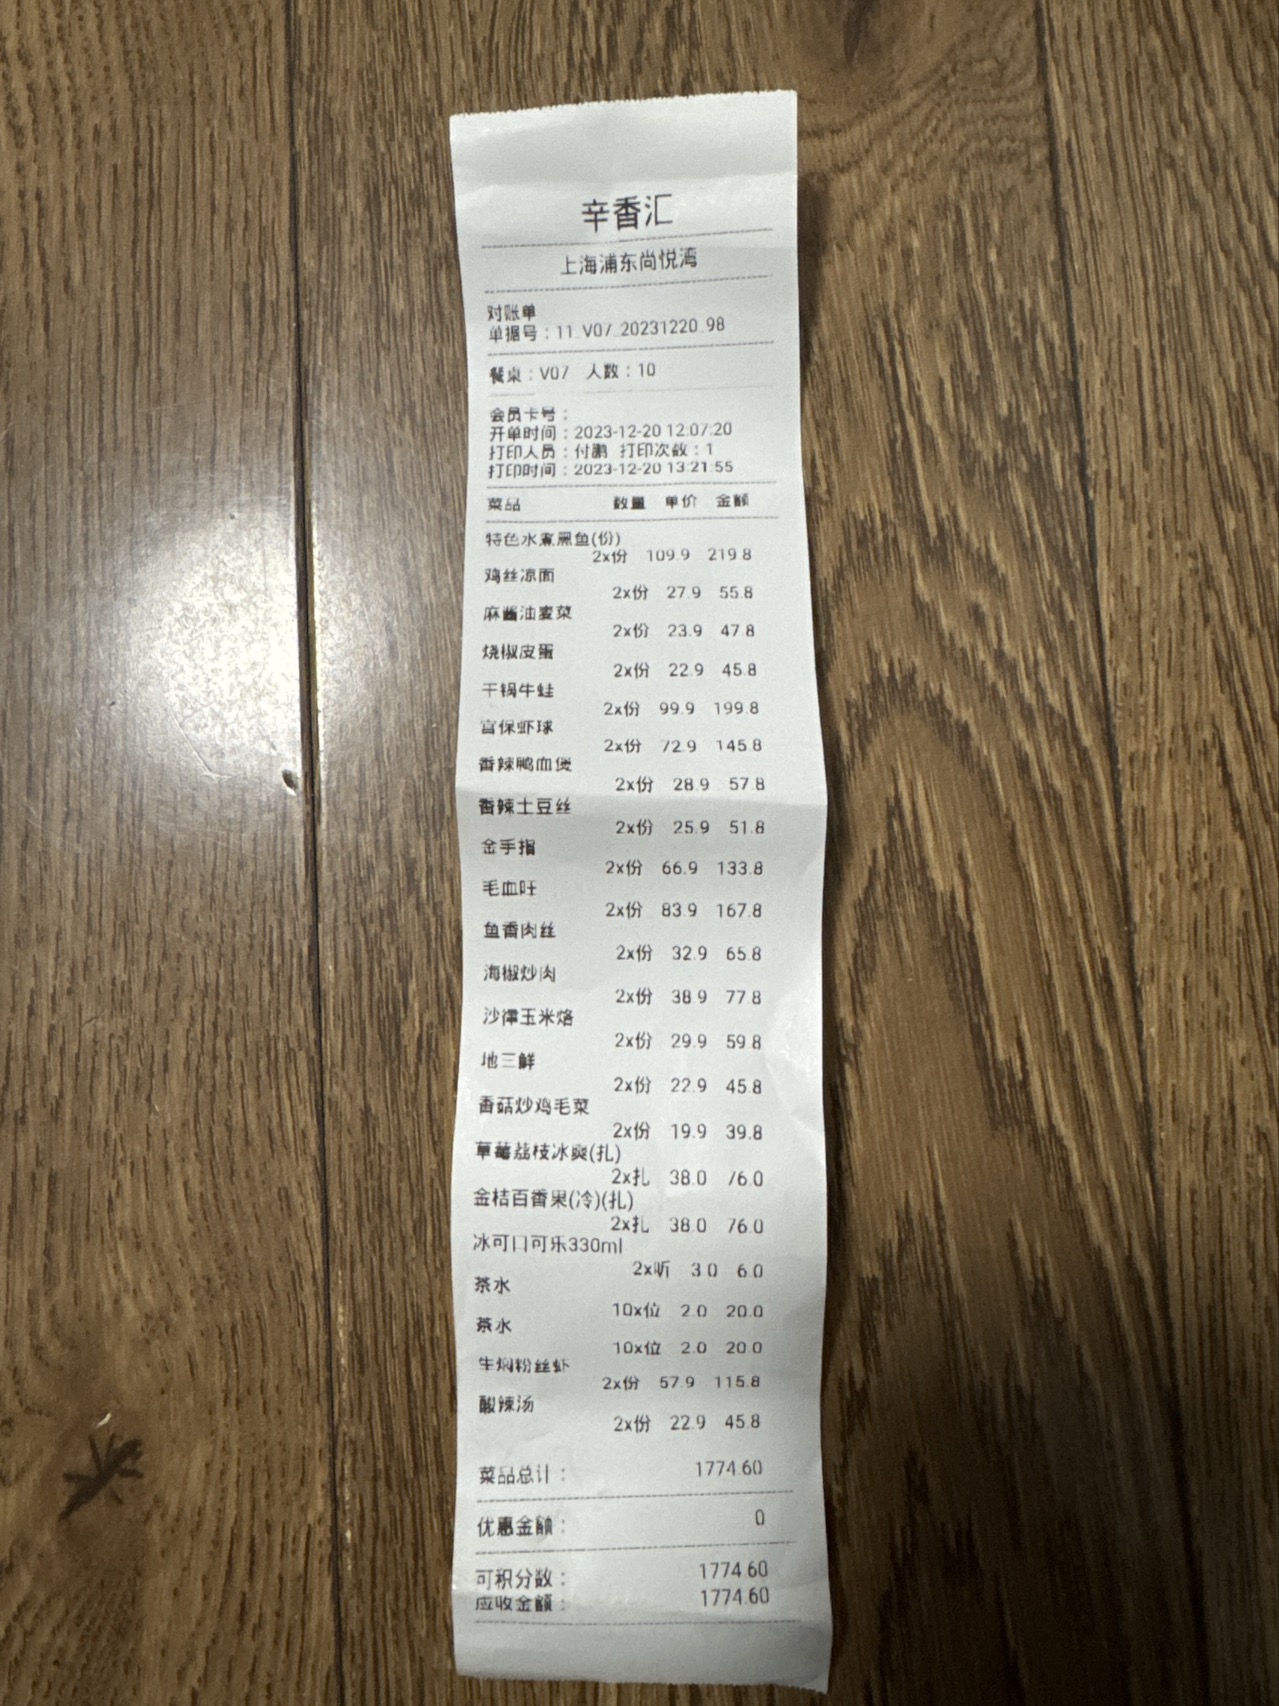 辛香汇
上海浦东尚悦湾
对账单
单据号：11_V07_20231220_98
餐桌：V07 人数：10
会员卡号：
开单时间：2023-12-20 12:07:20
打印人员：付鹏 打印次数：1
打印时间：2023-12-20 13:21:55
菜品 数量 单价 金额
特色水煮黑鱼(份)
2x份 109.9 219.8
鸡丝凉面
2x份 27.9 55.8
麻酱油麦菜
2x份 23.9 47.8
烧椒皮蛋
2x份 22.9 45.8
干锅牛蛙
2x份 99.9 199.8
宫保虾球
2x份 72.9 145.8
香辣鸭血煲
2x份 28.9 57.8
香辣土豆丝
2x份 25.9 51.8
金手指
2x份 66.9 133.8
毛血旺
2x份 83.9 167.8
鱼香肉丝
2x份 32.9 65.8
海椒炒肉
2x份 38.9 77.8
沙律玉米烙
2x份 29.9 59.8
地三鲜
2x份 22.9 45.8
香菇炒鸡毛菜
2x份 19.9 39.8
草莓荔枝冰爽(扎)
2x扎 38.0 76.0
金桔百香果(冷)(扎)
2x扎 38.0 76.0
冰可口可乐330ml
2x听 3.0 6.0
茶水
10x位 2.0 20.0
茶水
10x位 2.0 20.0
生焗粉丝虾
2x份 57.9 115.8
酸辣汤
2x份 22.9 45.8
菜品总计： 1774.60
优惠金额： 0
可积分数： 1774.60
应收金额： 1774.60